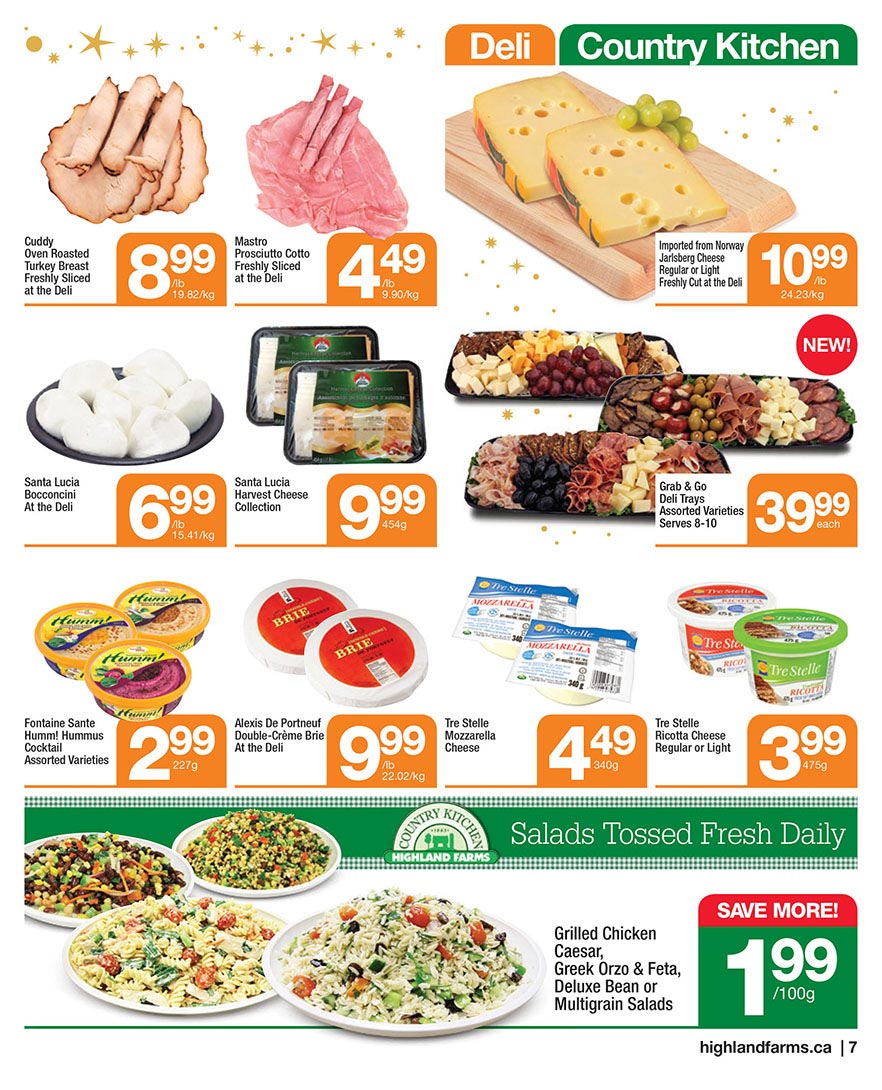 Deli
Country Kitchen
Cuddy
Oven Roasted
Turkey Breast
Freshly Sliced
at the Deli
8.99
/lb
19.82/kg
Mastro
Prosciutto Cotto
Freshly Sliced
at the Deli
4.49
/lb
9.90/kg
Imported from Norway
Jarlsberg Cheese
Regular or Light
Freshly Cut at the Deli
10.99
/lb
24.23/kg
Santa Lucia
Bocconcini
At the Deli
6.99
/lb
15.41/kg
Santa Lucia
Harvest Cheese
Collection
9.99
454g
NEW!
Grab & Go
Deli Trays
Assorted Varieties
Serves 8-10
39.99
each
Humm!
Humm!
Humm!
Fontaine Sante
Humm! Hummus
Cocktail
Assorted Varieties
2.99
227g
BRIE
BRIE
Alexis De Portneuf
Double-Crème Brie
At the Deli
9.99
/lb
22.02/kg
Tre Stelle
MOZZARELLA
340 g
Tre Stelle
MOZZARELLA
340 g
Tre Stelle
Mozzarella
Cheese
4.49
340g
RICOTTA
Tre Stelle
RICOTTA
Tre Stelle
RICOTTA
Tre Stelle
Ricotta Cheese
Regular or Light
3.99
475g
COUNTRY KITCHEN
HIGHLAND FARMS
Salads Tossed Fresh Daily
Grilled Chicken
Caesar,
Greek Orzo & Feta,
Deluxe Bean or
Multigrain Salads
SAVE MORE!
1.99
/100g
highlandfarms.ca | 7